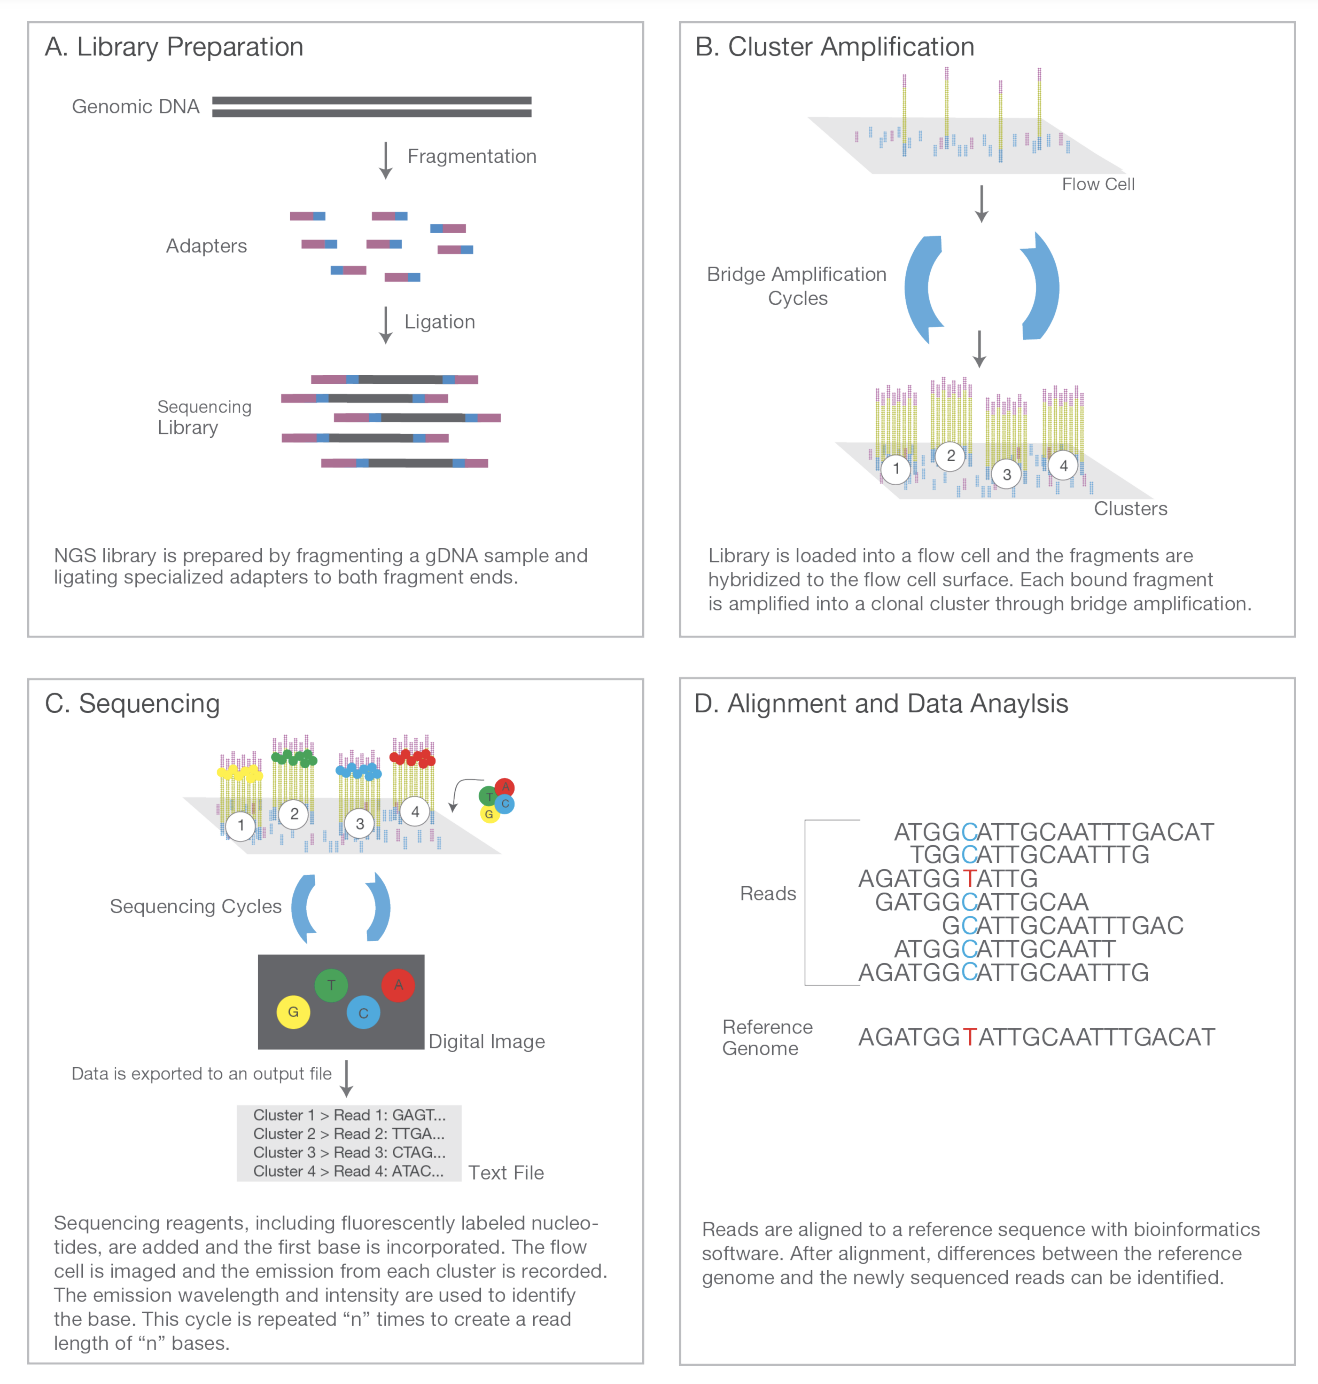 A. Library Preparation
Genomic DNA
Fragmentation
Adapters
Ligation
Sequencing
Library
NGS library is prepared by fragmenting a gDNA sample and
ligating specialized adapters to both fragment ends.
B. Cluster Amplification
Flow Cell
Bridge Amplification
Cycles
1
2
3
4
Clusters
Library is loaded into a flow cell and the fragments are
hybridized to the flow cell surface. Each bound fragment
is amplified into a clonal cluster through bridge amplification.
C. Sequencing
1
2
3
4
A
T
C
G
Sequencing Cycles
T
A
G
C
Digital Image
Data is exported to an output file
Cluster 1 > Read 1: GAGT...
Cluster 2 > Read 2: TTGA...
Cluster 3 > Read 3: CTAG...
Cluster 4 > Read 4: ATAC...
Text File
Sequencing reagents, including fluorescently labeled nucleo-
tides, are added and the first base is incorporated. The flow
cell is imaged and the emission from each cluster is recorded.
The emission wavelength and intensity are used to identify
the base. This cycle is repeated “n” times to create a read
length of “n” bases.
D. Alignment and Data Anaylsis
Reads
ATGGCATTGCAATTTGACAT
TGGCATTGCAATTTG
AGATGGTATTG
GATGGCATTGCAA
GCATTGCAATTTGAC
ATGGCATTGCAATT
AGATGGCATTGCAATTTG
Reference
Genome
AGATGGTATTGCAATTTGACAT
Reads are aligned to a reference sequence with bioinformatics
software. After alignment, differences between the reference
genome and the newly sequenced reads can be identified.